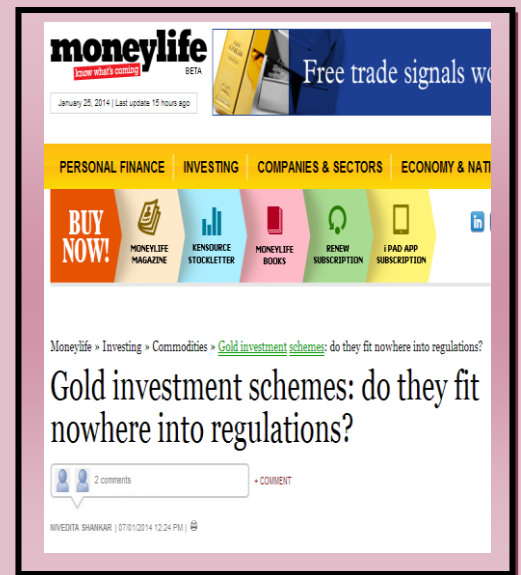 moneylife
know what's coming
BETA
January 25, 2014 | Last update 15 hours ago
Free trade signals wo
PERSONAL FINANCE INVESTING COMPANIES & SECTORS ECONOMY & NATI
BUY
NOW!
MONEYLIFE
MAGAZINE
KENSOURCE
STOCKLETTER
MONEYLIFE
BOOKS
RENEW
SUBSCRIPTION
i PAD APP
SUBSCRIPTION
in
Moneylife » Investing » Commodities » Gold investment schemes: do they fit nowhere into regulations?
Gold investment schemes: do they fit
nowhere into regulations?
2 comments
+ COMMENT
NIVEDITA SHANKAR | 07/01/2014 12:24 PM |